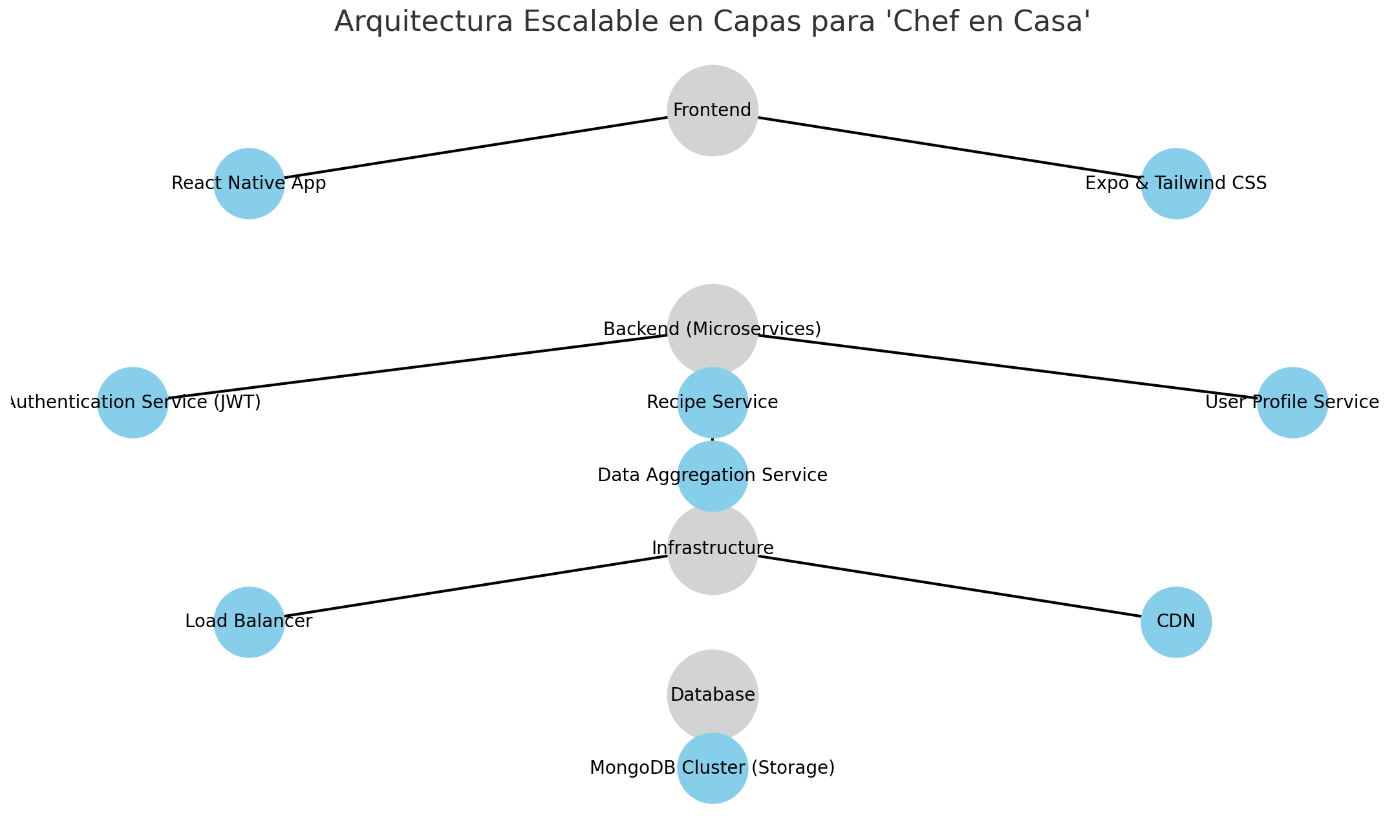 Arquitectura Escalable en Capas para 'Chef en Casa'
Frontend
React Native App
Expo & Tailwind CSS
Backend (Microservices)
Authentication Service (JWT)
Recipe Service
User Profile Service
Data Aggregation Service
Infrastructure
Load Balancer
CDN
Database
MongoDB Cluster (Storage)